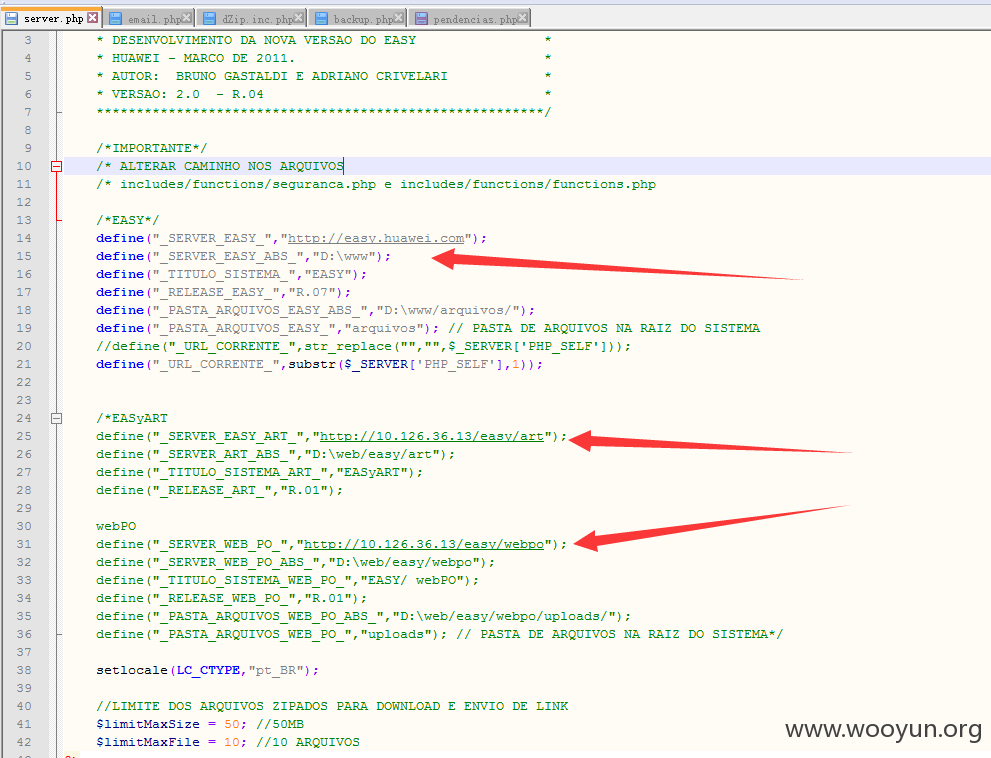 server.php email.php dZip.inc.php backup.php pendencias.php
3 * DESENVOLVIMENTO DA NOVA VERSAO DO EASY *
4 * HUAWEI - MARCO DE 2011. *
5 * AUTOR: BRUNO GASTALDI E ADRIANO CRIVELARI *
6 * VERSAO: 2.0 - R.04 *
7 ********************************************************/
8
9 /*IMPORTANTE*/
10 /* ALTERAR CAMINHO NOS ARQUIVOS
11 /* includes/functions/seguranca.php e includes/functions/functions.php
12
13 /*EASY*/
14 define("_SERVER_EASY_","http://easy.huawei.com");
15 define("_SERVER_EASY_ABS_","D:\www");
16 define("_TITULO_SISTEMA_","EASY");
17 define("_RELEASE_EASY_","R.07");
18 define("_PASTA_ARQUIVOS_EASY_ABS_","D:\www/arquivos/");
19 define("_PASTA_ARQUIVOS_EASY_","arquivos"); // PASTA DE ARQUIVOS NA RAIZ DO SISTEMA
20 //define("_URL_CORRENTE_",str_replace("","",$_SERVER['PHP_SELF']));
21 define("_URL_CORRENTE_",substr($_SERVER['PHP_SELF'],1));
22
23
24 /*EASyART
25 define("_SERVER_EASY_ART_","http://10.126.36.13/easy/art");
26 define("_SERVER_ART_ABS_","D:\web/easy/art");
27 define("_TITULO_SISTEMA_ART_","EASyART");
28 define("_RELEASE_ART_","R.01");
29
30 webPO
31 define("_SERVER_WEB_PO_","http://10.126.36.13/easy/webpo");
32 define("_SERVER_WEB_PO_ABS_","D:\web/easy/webpo");
33 define("_TITULO_SISTEMA_WEB_PO_","EASY/ webPO");
34 define("_RELEASE_WEB_PO_","R.01");
35 define("_PASTA_ARQUIVOS_WEB_PO_ABS_","D:\web/easy/webpo/uploads/");
36 define("_PASTA_ARQUIVOS_WEB_PO_","uploads"); // PASTA DE ARQUIVOS NA RAIZ DO SISTEMA*/
37
38 setlocale(LC_CTYPE,"pt_BR");
39
40 //LIMITE DOS ARQUIVOS ZIPADOS PARA DOWNLOAD E ENVIO DE LINK
41 $limitMaxSize = 50; //50MB
42 $limitMaxFile = 10; //10 ARQUIVOS
www.wooyun.org